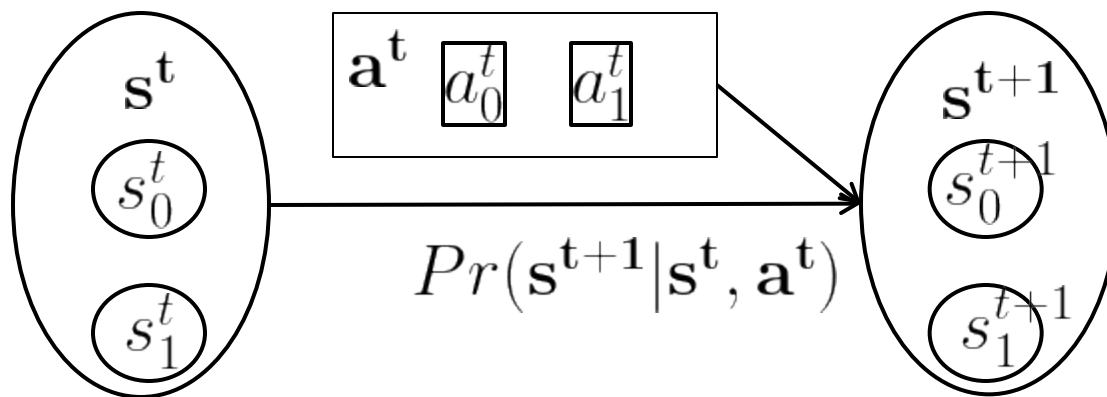 s^t
s_0^t
s_1^t
a^t a_0^t a_1^t
Pr(s^{t+1}|s^t, a^t)
s^{t+1}
s_0^{t+1}
s_1^{t+1}